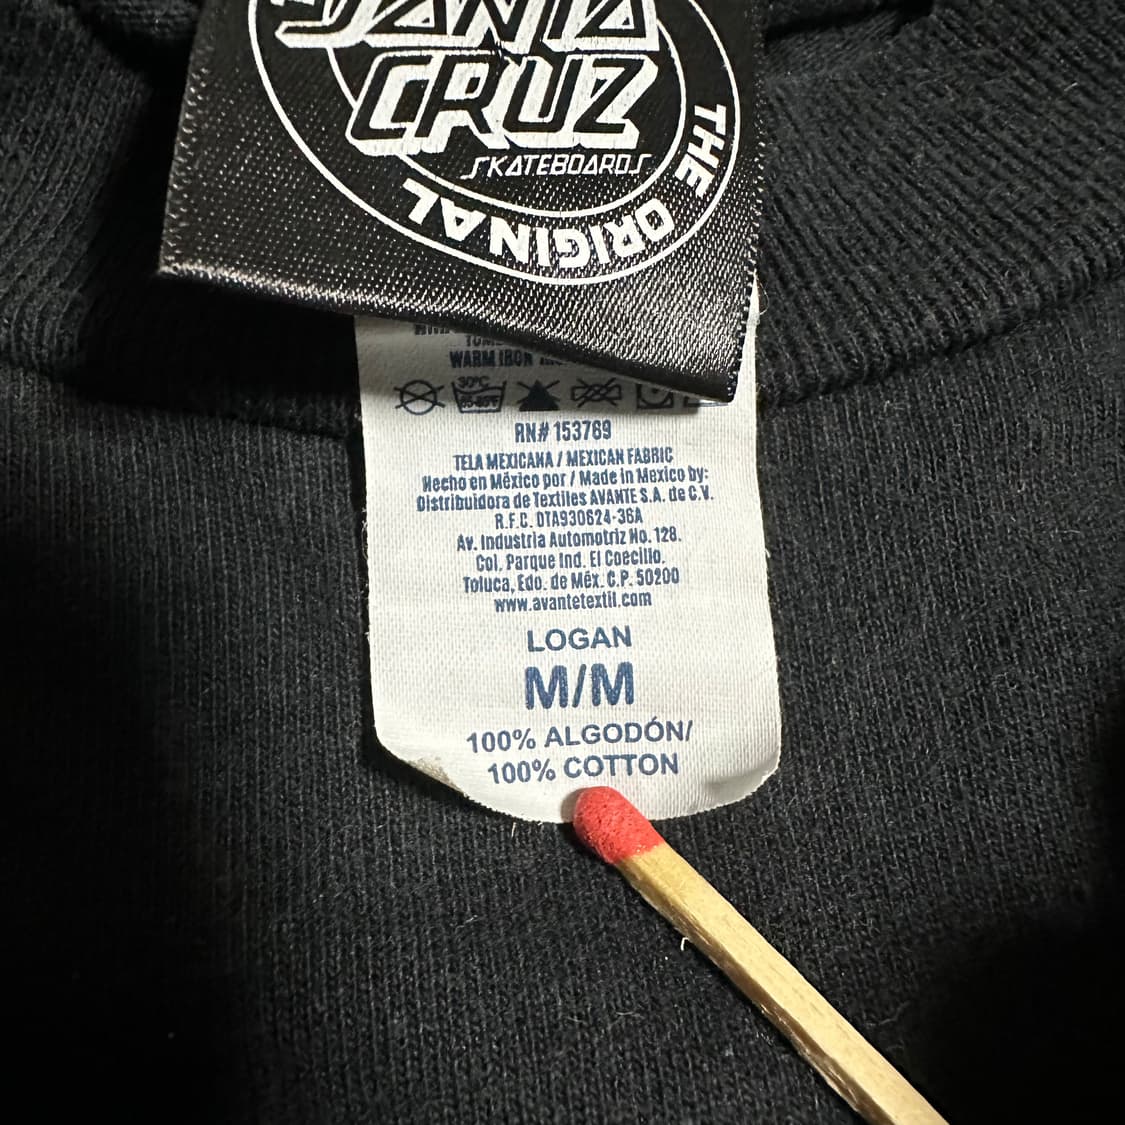 SANTA
CRUZ
SKATEBOARDS
THE ORIGINAL
WARM IRON
30°C
RN# 153769
TELA MEXICANA / MEXICAN FABRIC
Hecho en México por / Made in Mexico by:
Distribuidora de Textiles AVANTE S.A. de C.V.
R.F.C. DTA930624-36A
Av. Industria Automotriz No. 128.
Col. Parque Ind. El Coecillo.
Toluca, Edo. de Méx. C.P. 50200
www.avantetextil.com
LOGAN
M/M
100% ALGODÓN/
100% COTTON